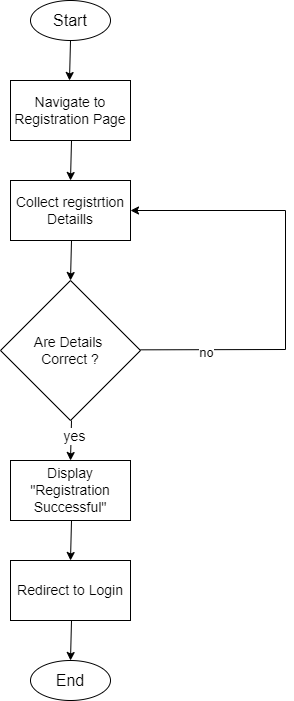 Start
Navigate to
Registration Page
Collect registrtion
Detaills
Are Details
Correct ?
no
yes
Display
"Registration
Successful"
Redirect to Login
End